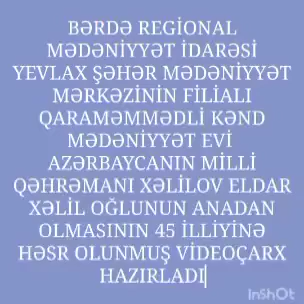 BƏRDƏ REGİONAL
MƏDƏNİYYƏT İDARƏSİ
YEVLAX ŞƏHƏR MƏDƏNİYYƏT
MƏRKƏZİNİN FİLİALI
QARAMƏMMƏDLİ KƏND
MƏDƏNİYYƏT EVİ
AZƏRBAYCANIN MİLLİ
QƏHRƏMANI XƏLİLOV ELDAR
XƏLİL OĞLUNUN ANADAN
OLMASININ 45 İLLİYİNƏ
HƏSR OLUNMUŞ VİDEOÇARX
HAZIRLADI
InShOt